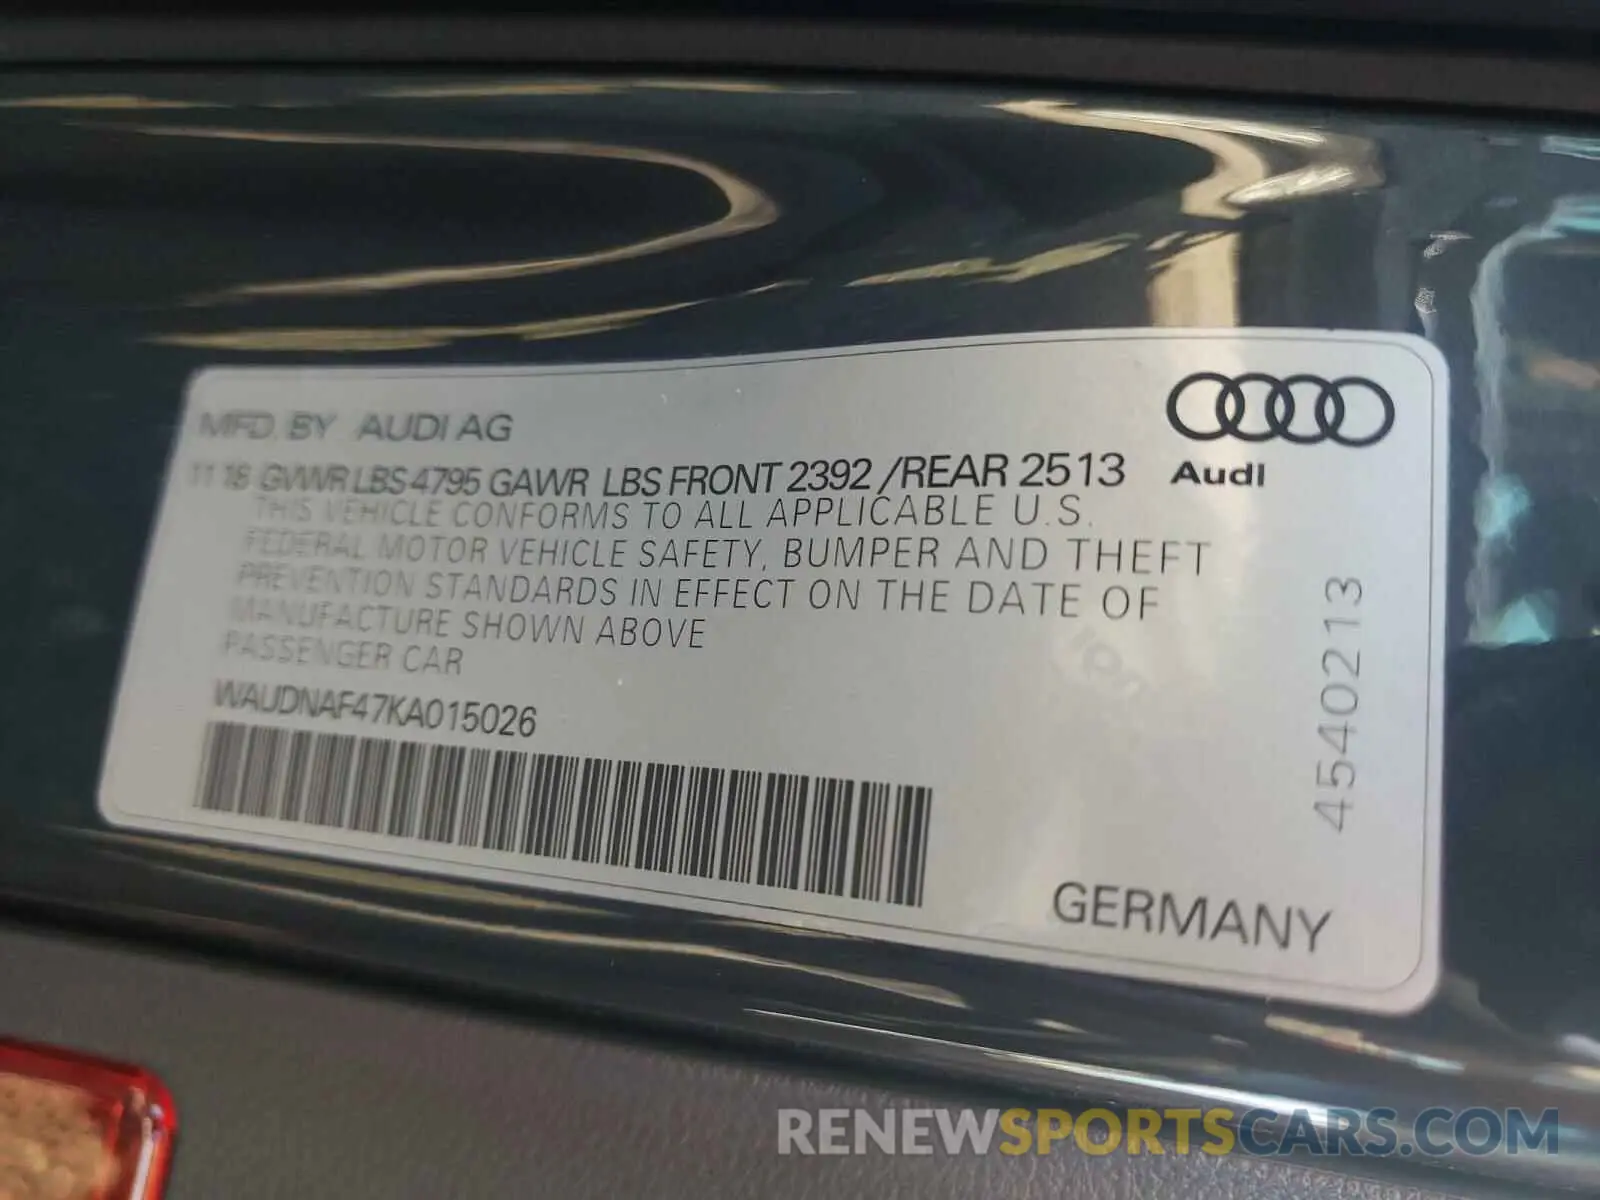 MFD. BY AUDI AG
11 18 GVWR LBS 4795 GAWR LBS FRONT 2392 /REAR 2513
Audi
THIS VEHICLE CONFORMS TO ALL APPLICABLE U.S.
FEDERAL MOTOR VEHICLE SAFETY, BUMPER AND THEFT
PREVENTION STANDARDS IN EFFECT ON THE DATE OF
MANUFACTURE SHOWN ABOVE
PASSENGER CAR
WAUDNAF47KA015026
4540213
GERMANY
RENEWSPORTSCARS.COM